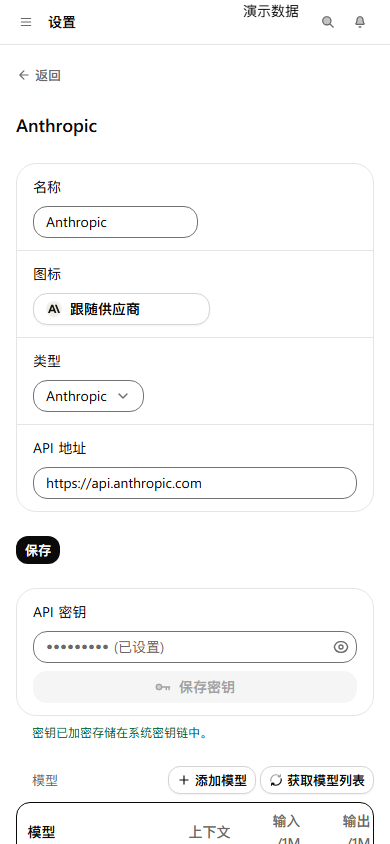 设置
演示数据
返回
Anthropic
名称
Anthropic
图标
跟随供应商
类型
Anthropic
API 地址
https://api.anthropic.com
保存
API 密钥
••••••••• (已设置)
保存密钥
密钥已加密存储在系统密钥链中。
模型
添加模型
获取模型列表
模型 上下文 输入 输出
/1M /1M